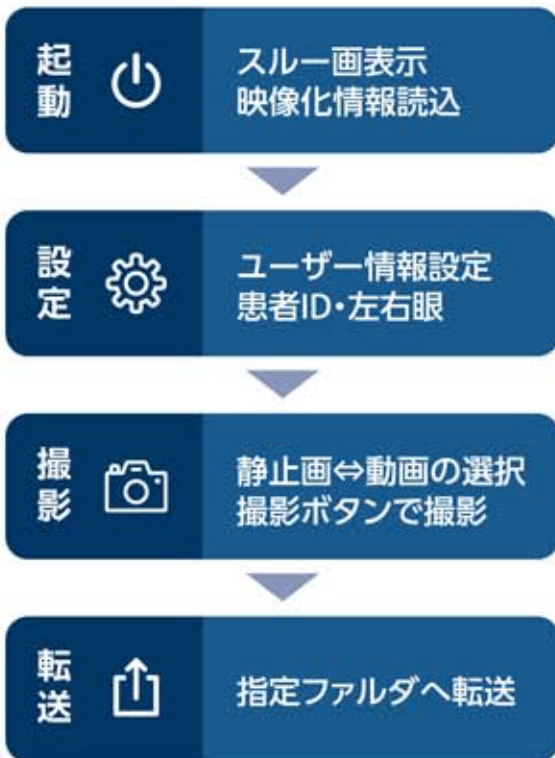 起動
スルー画表示
映像化情報読込
設定
ユーザー情報設定
患者ID・左右眼
撮影
静止画⇔動画の選択
撮影ボタンで撮影
転送
指定ファルダへ転送